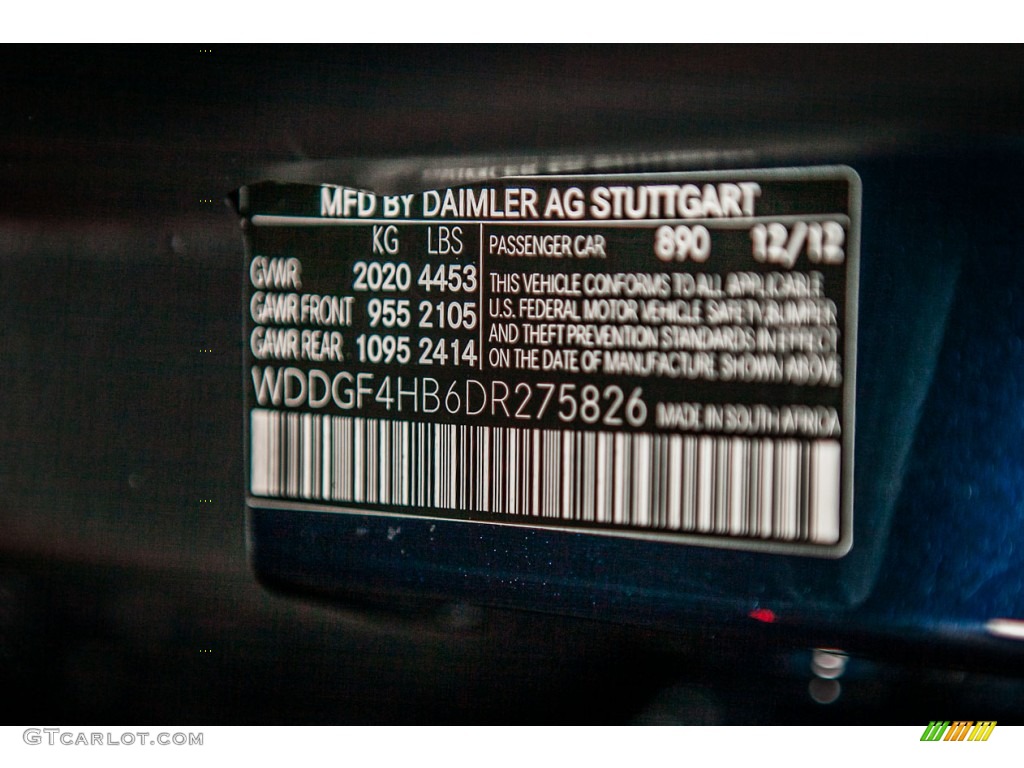 MFD BY DAIMLER AG STUTTGART
KG LBS
GVWR 2020 4453
GAWR FRONT 955 2105
GAWR REAR 1095 2414
PASSENGER CAR 890 12/12
THIS VEHICLE CONFORMS TO ALL APPLICABLE
U.S. FEDERAL MOTOR VEHICLE SAFETY, BUMPER
AND THEFT PREVENTION STANDARDS IN EFFECT
ON THE DATE OF MANUFACTURE SHOWN ABOVE
WDDGF4HB6DR275826 MADE IN SOUTH AFRICA
GTcarlot.com